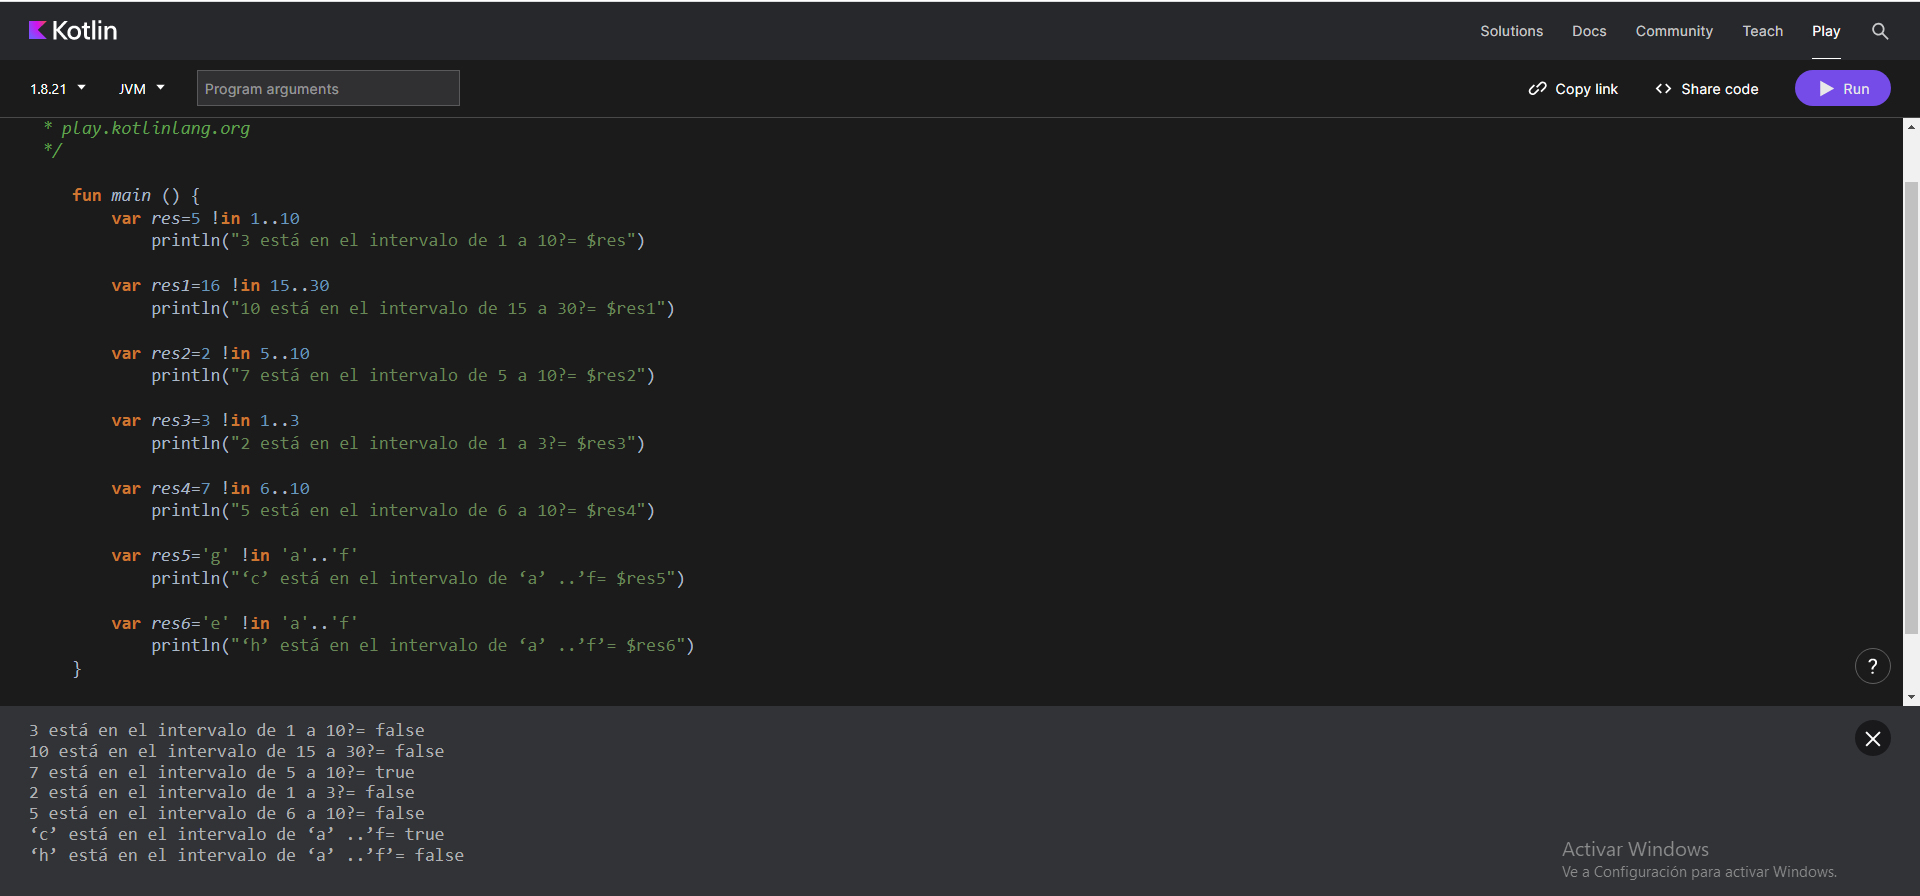 Kotlin
Solutions Docs Community Teach Play
1.8.21 JVM Program arguments Copy link <> Share code Run
* play.kotlinlang.org
*/
fun main () {
var res=5 !in 1..10
println("3 está en el intervalo de 1 a 10?= $res")
var res1=16 !in 15..30
println("10 está en el intervalo de 15 a 30?= $res1")
var res2=2 !in 5..10
println("7 está en el intervalo de 5 a 10?= $res2")
var res3=3 !in 1..3
println("2 está en el intervalo de 1 a 3?= $res3")
var res4=7 !in 6..10
println("5 está en el intervalo de 6 a 10?= $res4")
var res5='g' !in 'a'..'f'
println("‘c’ está en el intervalo de ‘a’ ..’f= $res5")
var res6='e' !in 'a'..'f'
println("‘h’ está en el intervalo de ‘a’ ..’f’= $res6")
}
?
3 está en el intervalo de 1 a 10?= false
10 está en el intervalo de 15 a 30?= false
7 está en el intervalo de 5 a 10?= true
2 está en el intervalo de 1 a 3?= false
5 está en el intervalo de 6 a 10?= false
‘c’ está en el intervalo de ‘a’ ..’f= true
‘h’ está en el intervalo de ‘a’ ..’f’= false
Activar Windows
Ve a Configuración para activar Windows.